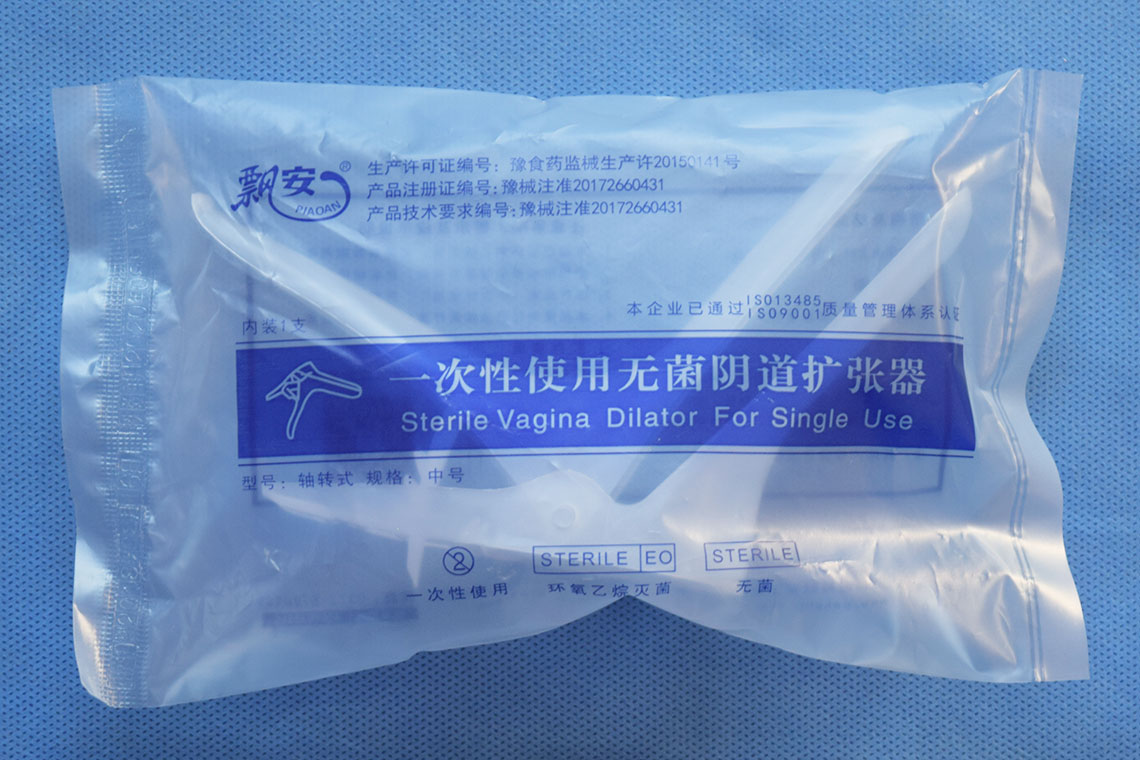 飘安®
PIAOAN
生产许可证编号：豫食药监械生产许20150141号
产品注册证编号：豫械注准20172660431
产品技术要求编号：豫械注准20172660431
本企业已通过ISO13485 ISO9001质量管理体系认证
内装1支
一次性使用无菌阴道扩张器
Sterile Vagina Dilator For Single Use
型号：轴转式 规格：中号
2 STERILE EO STERILE
一次性使用 环氧乙烷灭菌 无菌